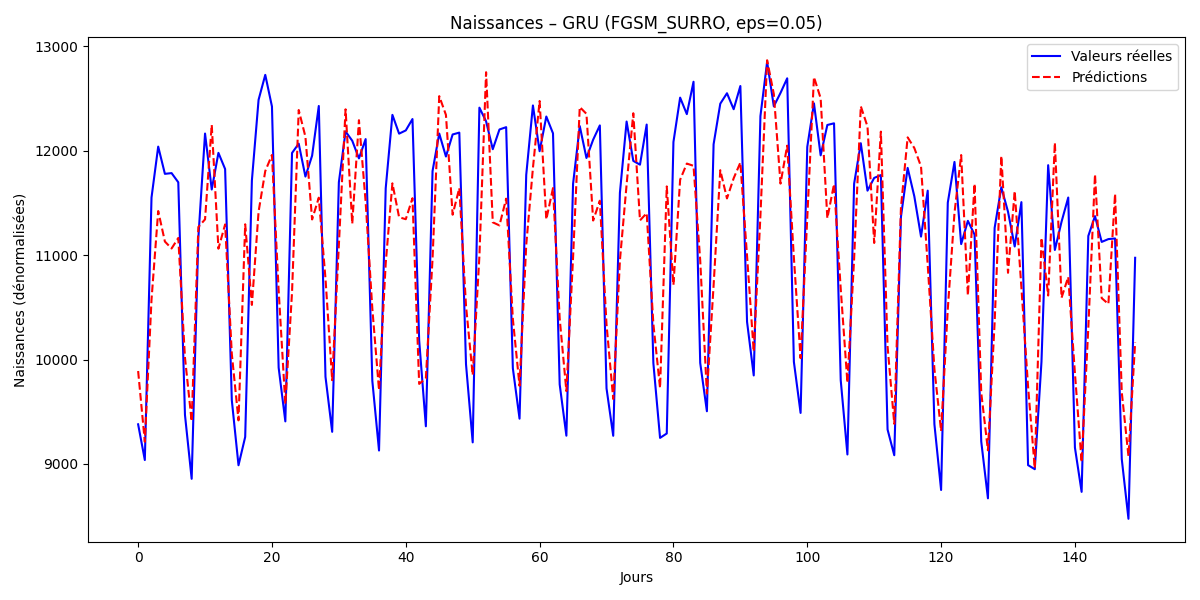 Naissances – GRU (FGSM_SURRO, eps=0.05)
Valeurs réelles
Prédictions
Naissances (dénormalisées)
13000
12000
11000
10000
9000
0 20 40 60 80 100 120 140
Jours